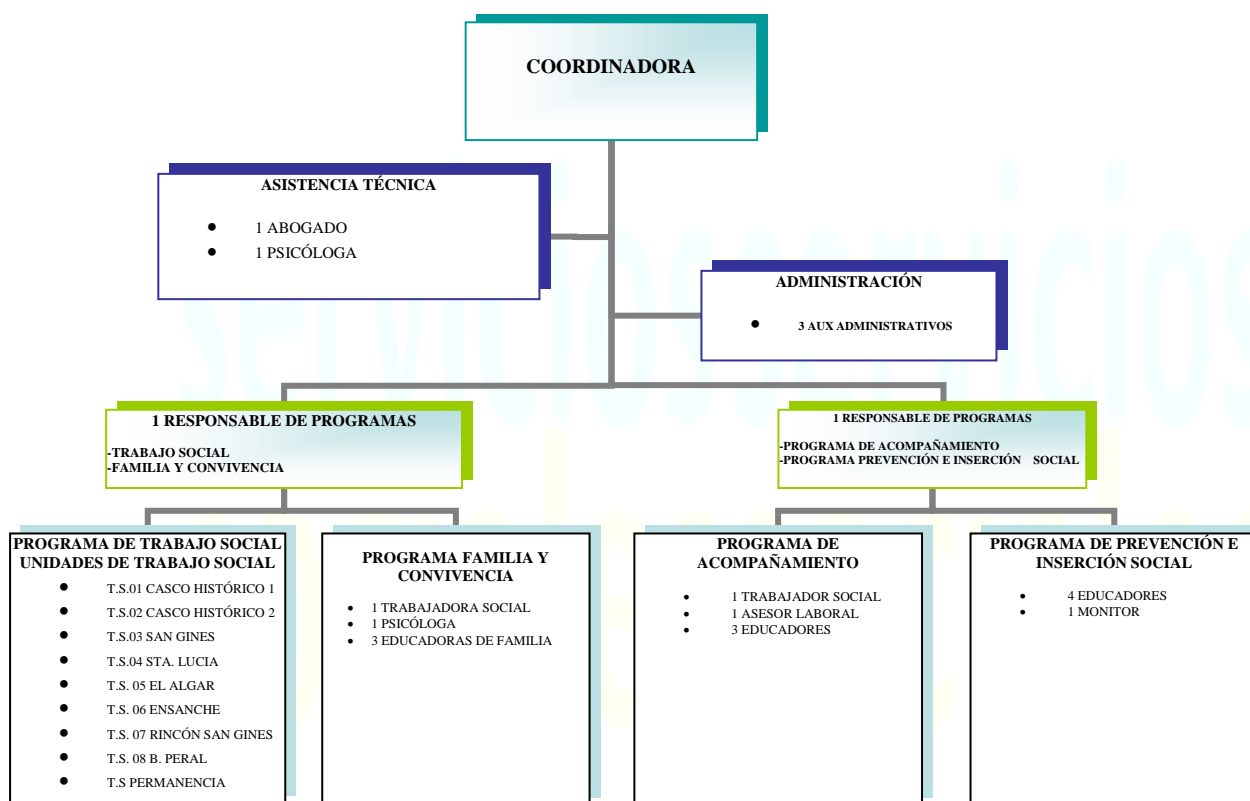 COORDINADORA
ASISTENCIA TÉCNICA
• 1 ABOGADO
• 1 PSICÓLOGA
ADMINISTRACIÓN
• 3 AUX ADMINISTRATIVOS
1 RESPONSABLE DE PROGRAMAS
-TRABAJO SOCIAL
-FAMILIA Y CONVIVENCIA
1 RESPONSABLE DE PROGRAMAS
-PROGRAMA DE ACOMPAÑAMIENTO
-PROGRAMA PREVENCIÓN E INSERCIÓN SOCIAL
PROGRAMA DE TRABAJO SOCIAL
UNIDADES DE TRABAJO SOCIAL
• T.S.01 CASCO HISTÓRICO 1
• T.S.02 CASCO HISTÓRICO 2
• T.S.03 SAN GINES
• T.S.04 STA. LUCIA
• T.S. 05 EL ALGAR
• T.S. 06 ENSANCHE
• T.S. 07 RINCÓN SAN GINES
• T.S. 08 B. PERAL
• T.S PERMANENCIA
PROGRAMA FAMILIA Y
CONVIVENCIA
• 1 TRABAJADORA SOCIAL
• 1 PSICÓLOGA
• 3 EDUCADORAS DE FAMILIA
PROGRAMA DE
ACOMPAÑAMIENTO
• 1 TRABAJADOR SOCIAL
• 1 ASESOR LABORAL
• 3 EDUCADORES
PROGRAMA DE PREVENCIÓN E
INSERCIÓN SOCIAL
• 4 EDUCADORES
• 1 MONITOR
serviciosservicios